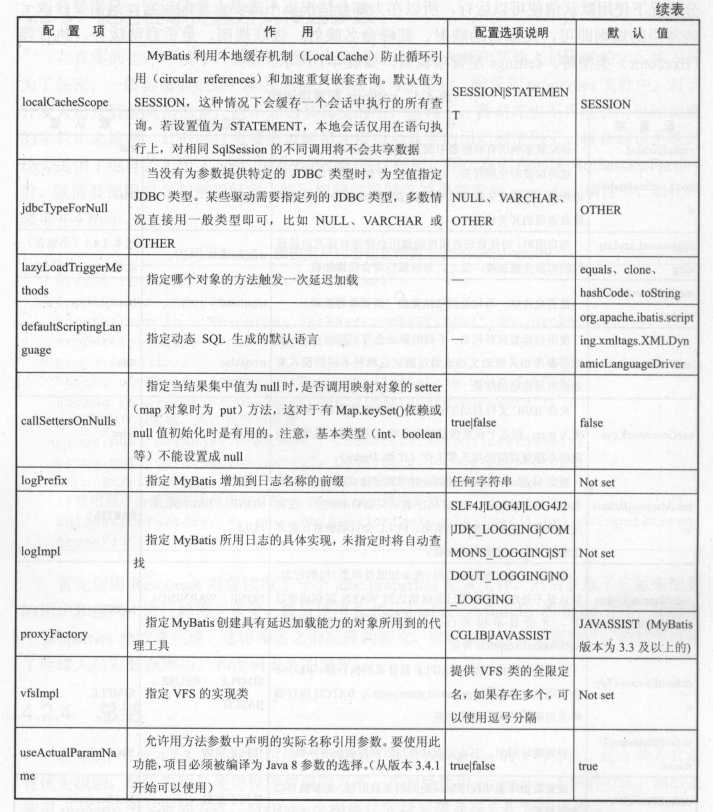 续表
配置项 作用 配置选项说明 默认值
localCacheScope
MyBatis 利用本地缓存机制（Local Cache）防止循环引
用（circular references）和加速重复嵌套查询。默认值为
SESSION，这种情况下会缓存一个会话中执行的所有查
询。若设置值为 STATEMENT，本地会话仅用在语句执
行上，对相同 SqlSession 的不同调用将不会共享数据
SESSION|STATEMEN
T
SESSION
jdbcTypeForNull
当没有为参数提供特定的 JDBC 类型时，为空值指定
JDBC 类型。某些驱动需要指定列的 JDBC 类型，多数情
况直接用一般类型即可，比如 NULL、VARCHAR 或
OTHER
NULL、VARCHAR、
OTHER
OTHER
lazyLoadTriggerMe
thods
指定哪个对象的方法触发一次延迟加载
—
equals、clone、
hashCode、toString
defaultScriptingLan
guage
指定动态 SQL 生成的默认语言
—
org.apache.ibatis.script
ing.xmltags.XMLDyn
amicLanguageDriver
callSettersOnNulls
指定当结果集中值为 null 时，是否调用映射对象的 setter
（map 对象时为 put）方法，这对于有 Map.keySet()依赖或
null 值初始化时是有用的。注意，基本类型（int、boolean
等）不能设置成 null
true|false
false
logPrefix
指定 MyBatis 增加到日志名称的前缀
任何字符串
Not set
logImpl
指定 MyBatis 所用日志的具体实现，未指定时将自动查
找
SLF4J|LOG4J|LOG4J2
|JDK_LOGGING|COM
MONS_LOGGING|ST
DOUT_LOGGING|NO
_LOGGING
Not set
proxyFactory
指定 MyBatis 创建具有延迟加载能力的对象所用到的代
理工具
CGLIB|JAVASSIST
JAVASSIST (MyBatis
版本为 3.3 及以上的)
vfsImpl
指定 VFS 的实现类
提供 VFS 类的全限定
名，如果存在多个，可
以使用逗号分隔
Not set
useActualParamNa
me
允许用方法参数中声明的实际名称引用参数。要使用此
功能，项目必须被编译为 Java 8 参数的选择。（从版本 3.4.1
开始可以使用）
true|false
true